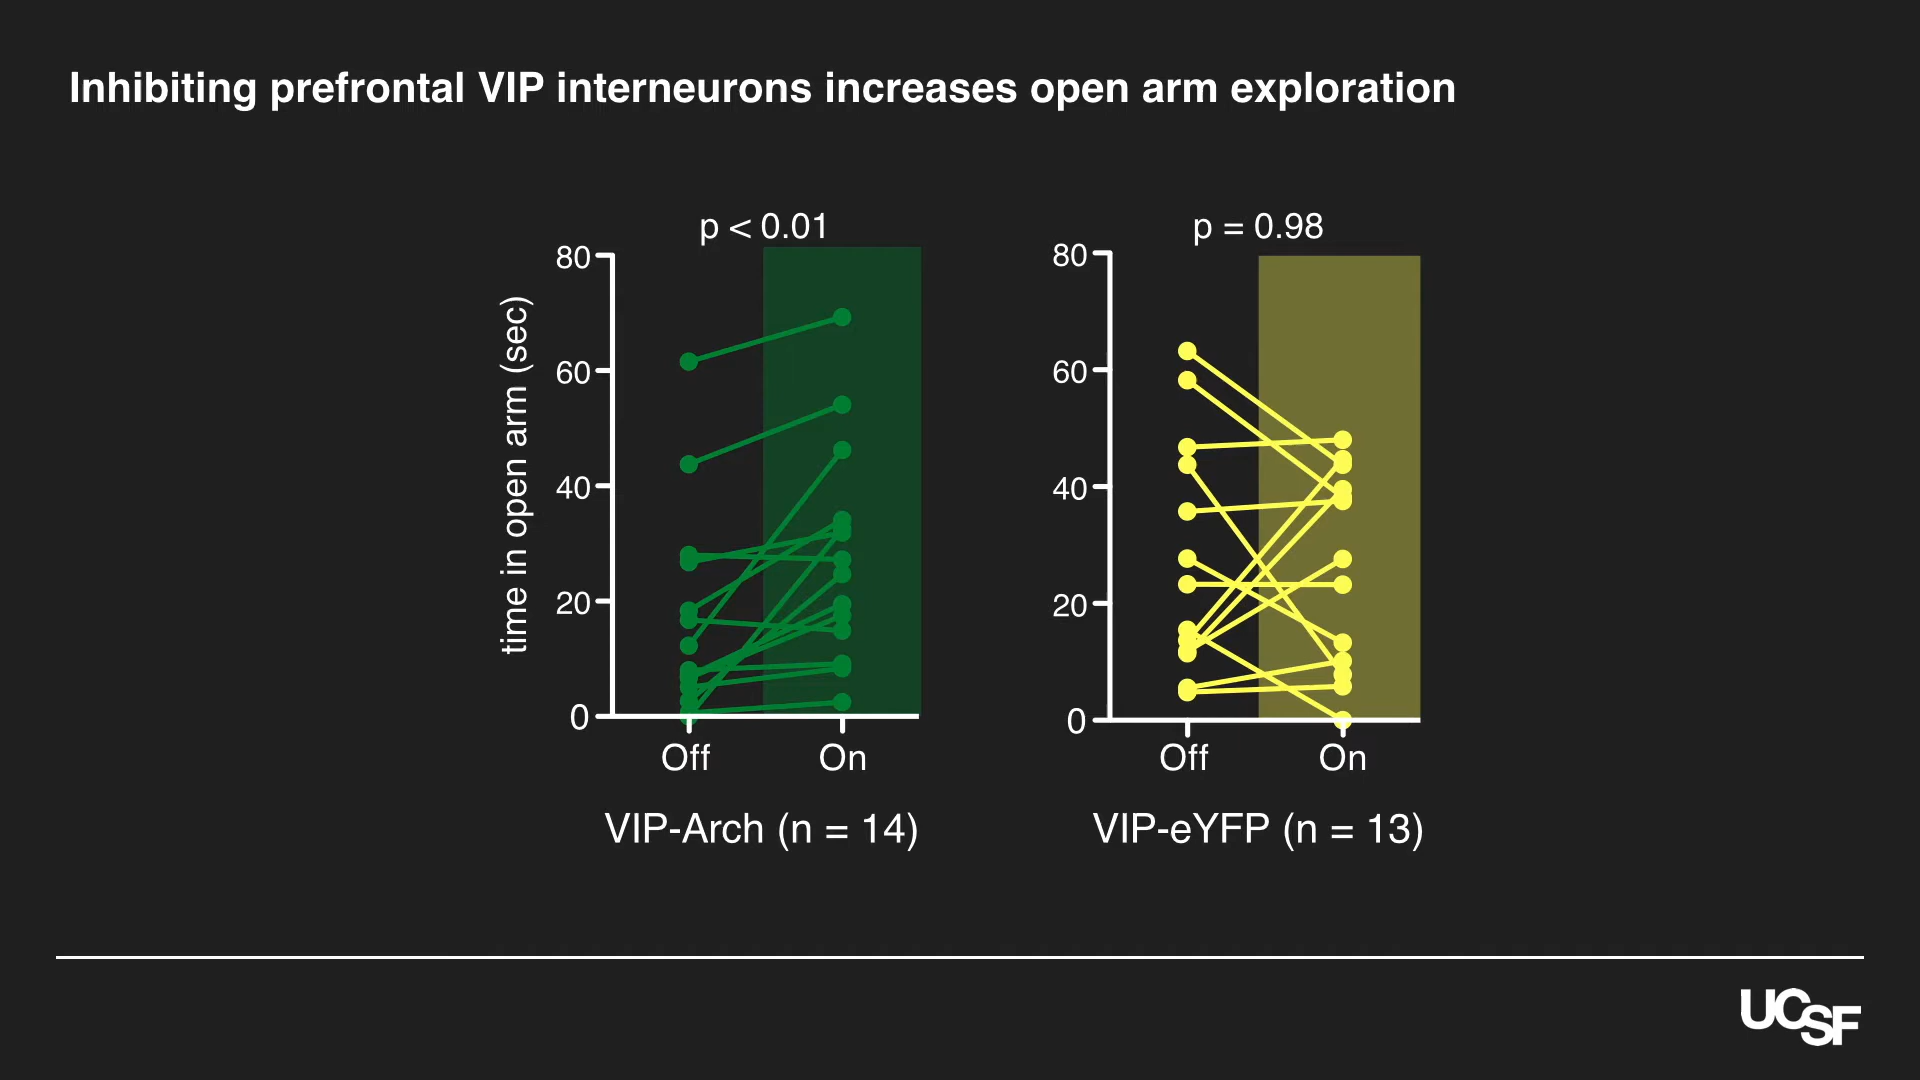 Inhibiting prefrontal VIP interneurons increases open arm exploration
p < 0.01
80
60
40
20
0
time in open arm (sec)
Off
On
VIP-Arch (n = 14)
p = 0.98
80
60
40
20
0
Off
On
VIP-eYFP (n = 13)
UCSF